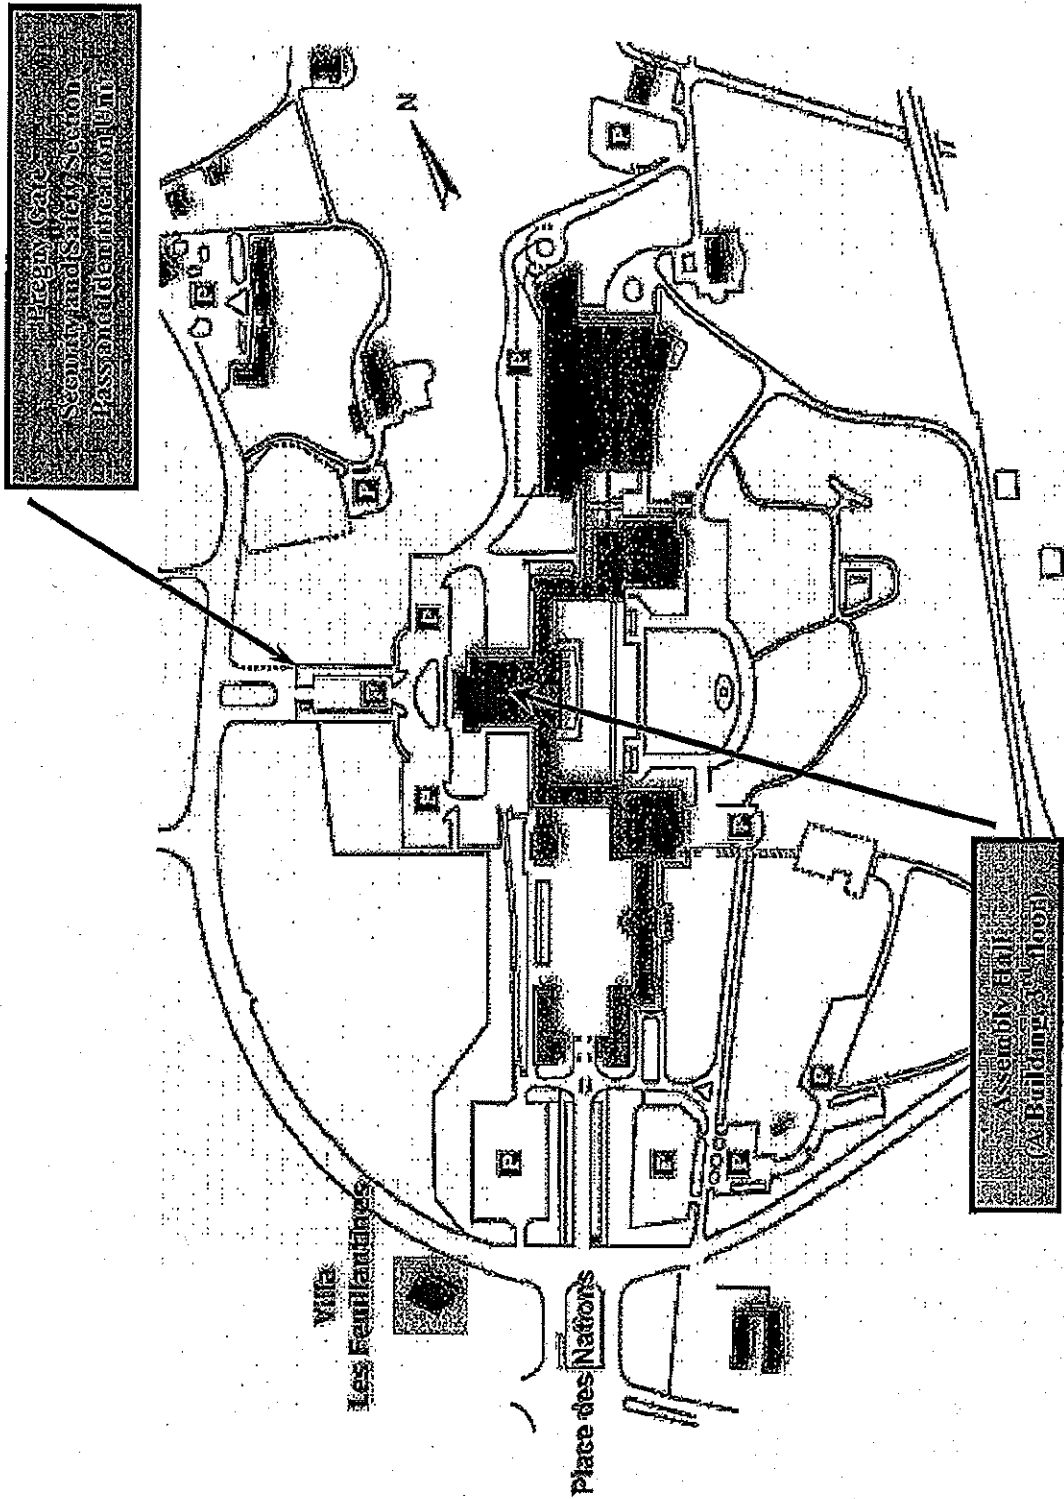 Pregny Gate
Security and Safety Section
Pass and Identification Unit
N
P
P
P
P
P
P
P
P
P
P
P
P
Villa
Les Feuillantines
Place des Nations
Assembly Hall
(A Building, 3rd floor)